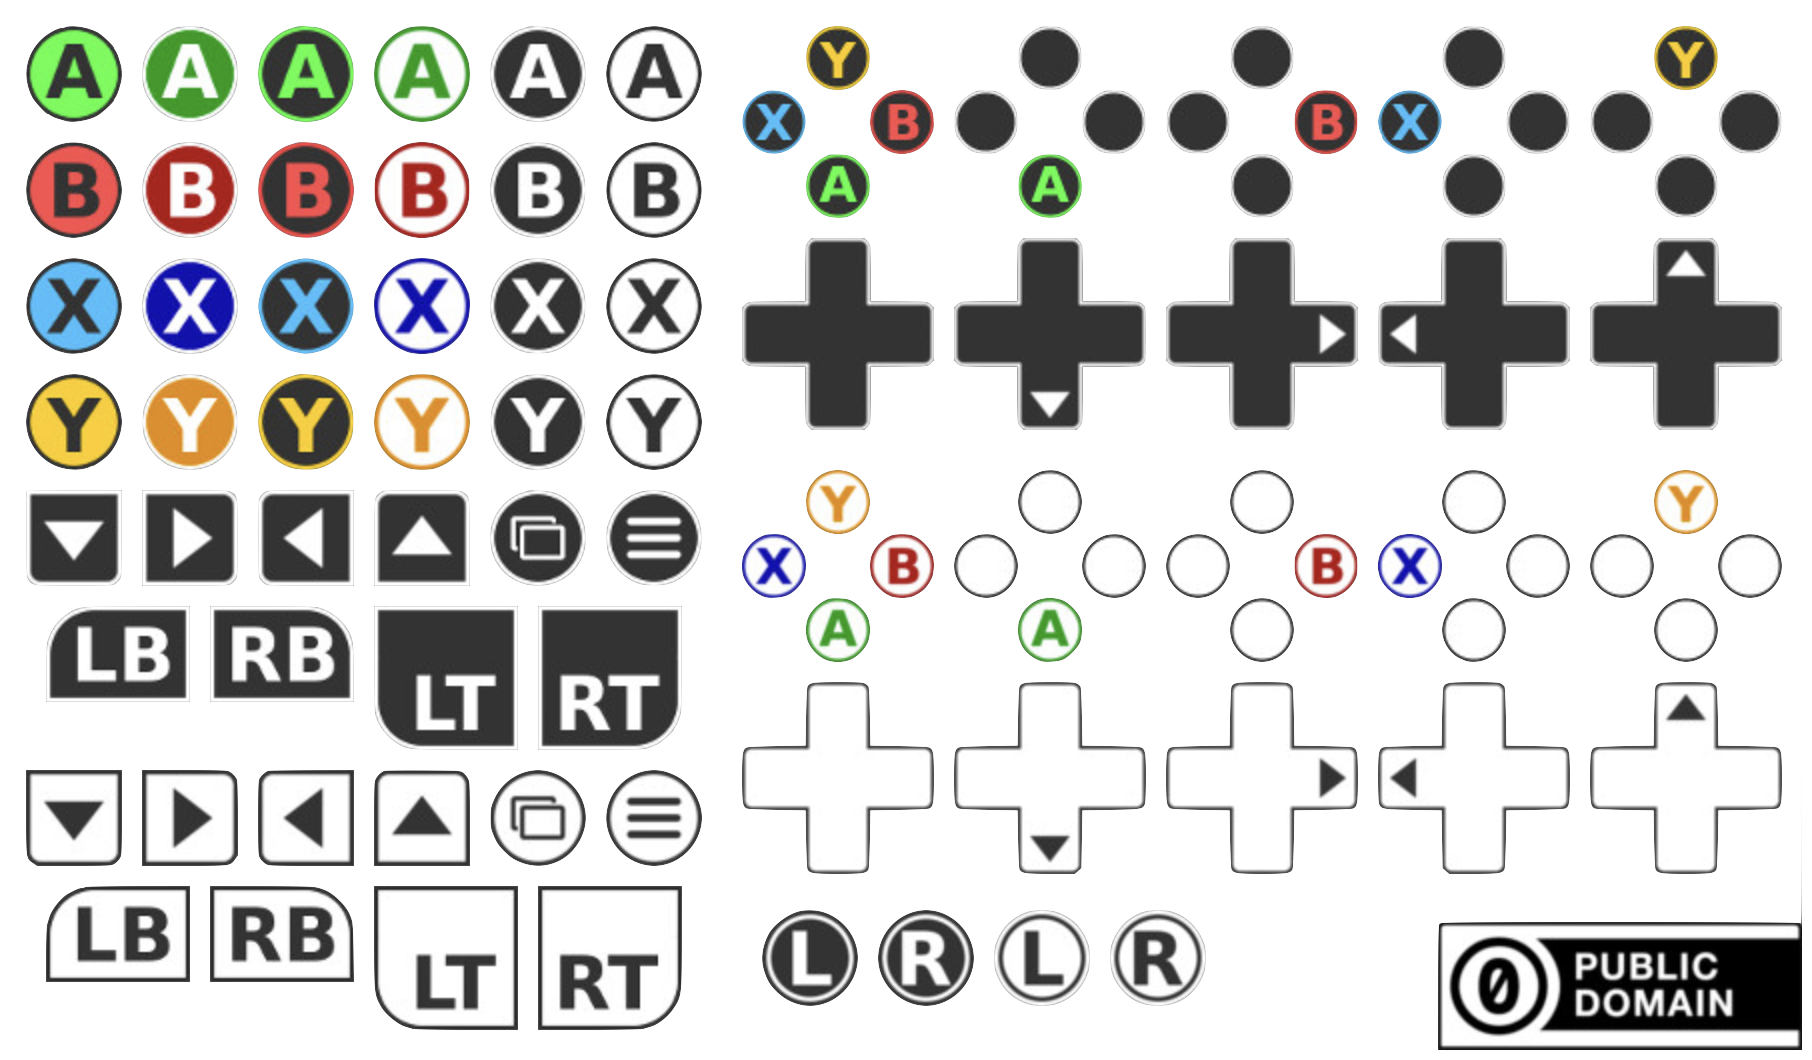 A A A A A A
B B B B B B
X X X X X X
Y Y Y Y Y Y
LB RB LT RT
LB RB LT RT
Y Y
X B B X
A A
Y Y
X B B X
A A
L R L R
0 PUBLIC
DOMAIN